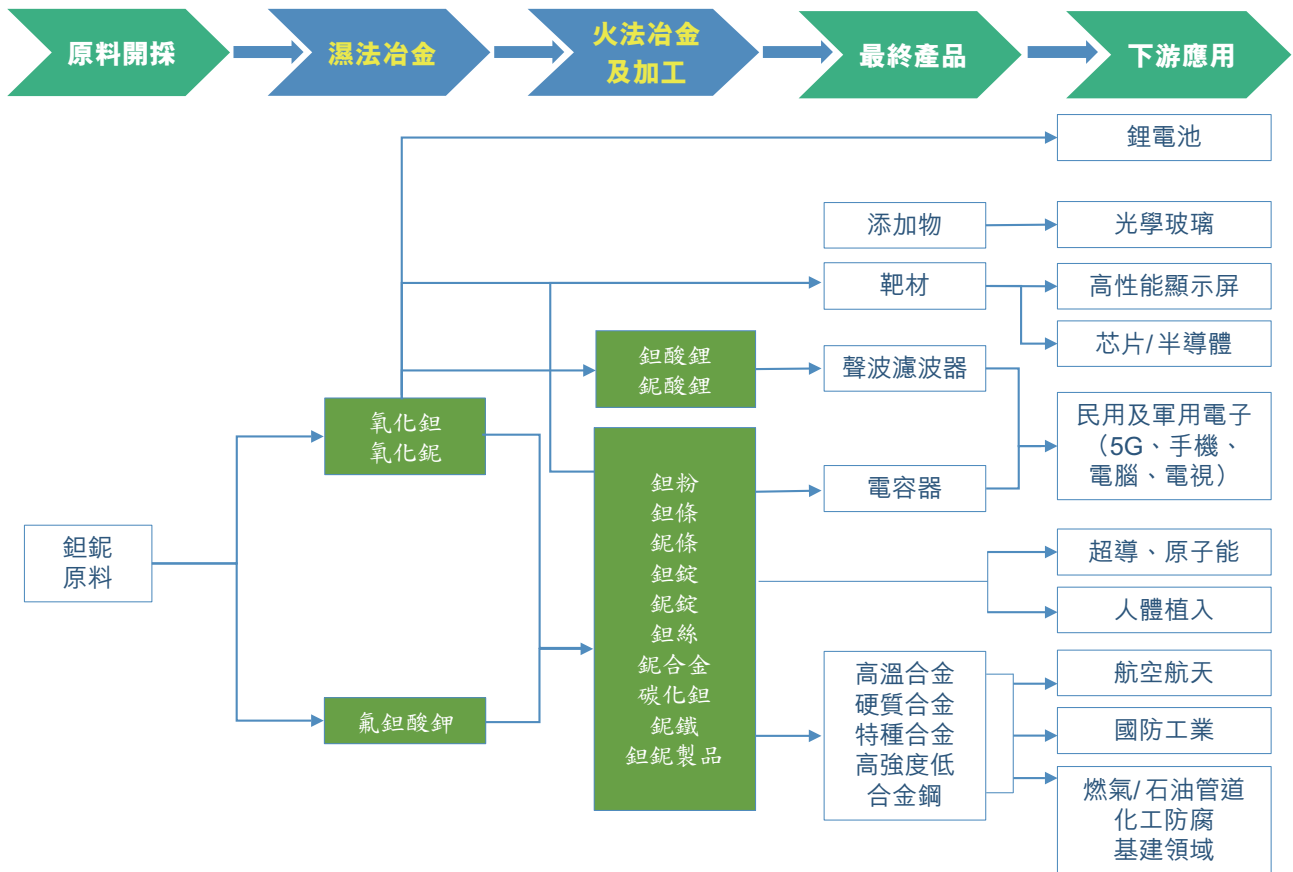 原料開採
濕法冶金
火法冶金
及加工
最終產品
下游應用
鋰電池
添加物
光學玻璃
靶材
高性能顯示屏
芯片/半導體
鉭酸鋰
鈮酸鋰
聲波濾波器
民用及軍用電子
（5G、手機、
電腦、電視）
氧化鉭
氧化鈮
鉭粉
鉭條
鈮條
鉭錠
鈮錠
鉭絲
鈮合金
碳化鉭
鈮鐵
鉭鈮製品
電容器
鉭鈮
原料
超導、原子能
人體植入
氟鉭酸鉀
高溫合金
硬質合金
特種合金
高強度低
合金鋼
航空航天
國防工業
燃氣/石油管道
化工防腐
基建領域